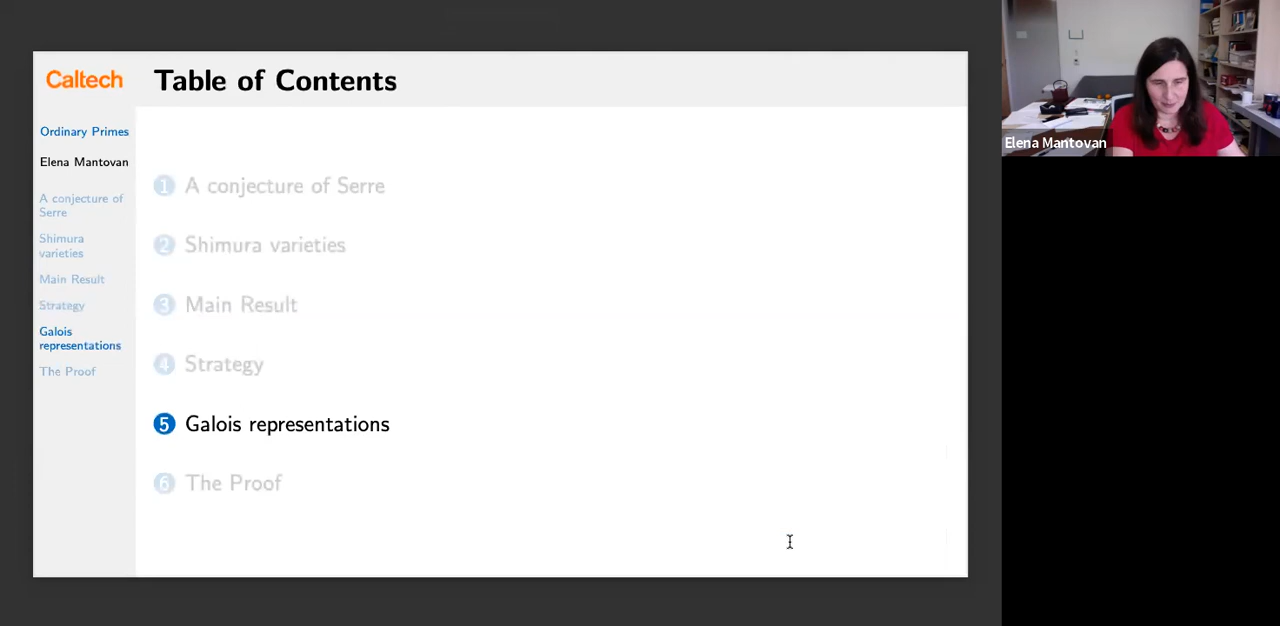 Caltech
Table of Contents
Ordinary Primes
Elena Mantovan
A conjecture of
Serre
Shimura
varieties
Main Result
Strategy
Galois
representations
The Proof
1 A conjecture of Serre
2 Shimura varieties
3 Main Result
4 Strategy
5 Galois representations
6 The Proof
Elena Mantovan